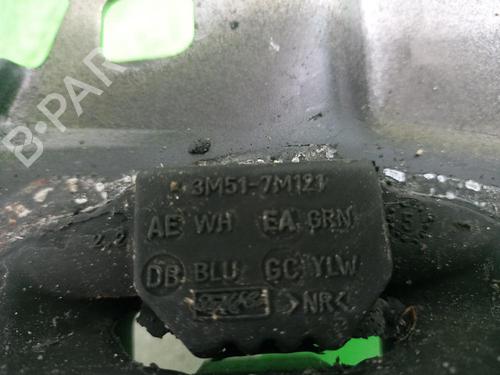 B-PARTS
3M51-7M121
AE WH EA GRN
DB BLU GC YLW
>NR<